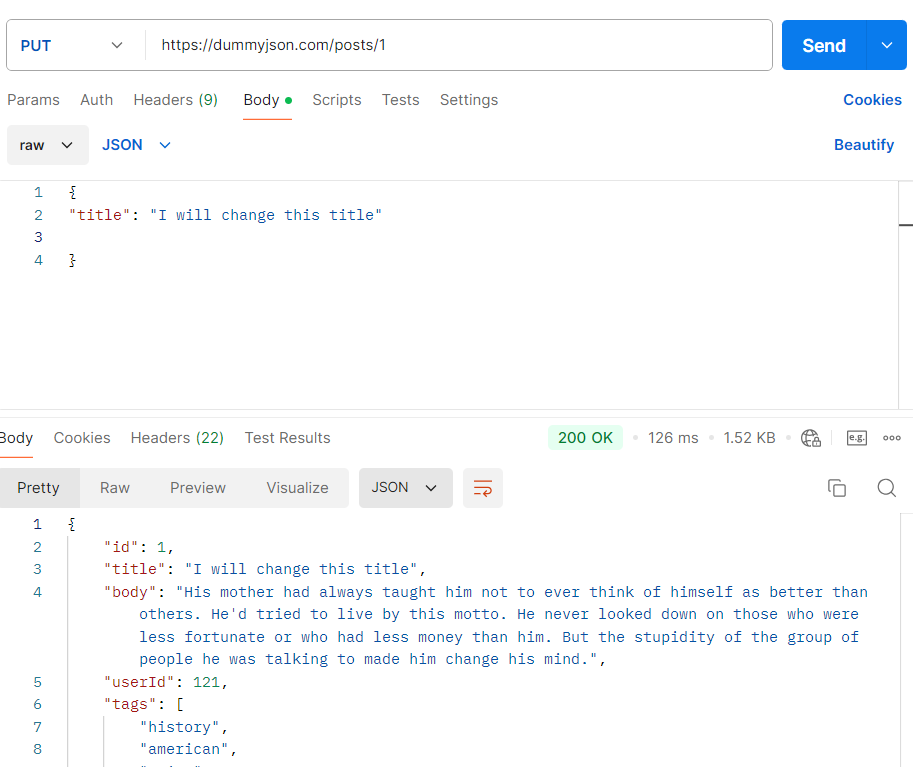 PUT https://dummyjson.com/posts/1 Send
Params Auth Headers (9) Body Scripts Tests Settings Cookies
raw JSON Beautify
1 {
2 "title": "I will change this title"
3
4 }
Body Cookies Headers (22) Test Results 200 OK 126 ms 1.52 KB e.g.
Pretty Raw Preview Visualize JSON
1 {
2 "id": 1,
3 "title": "I will change this title",
4 "body": "His mother had always taught him not to ever think of himself as better than
others. He'd tried to live by this motto. He never looked down on those who were
less fortunate or who had less money than him. But the stupidity of the group of
people he was talking to made him change his mind.",
5 "userId": 121,
6 "tags": [
7 "history",
8 "american",